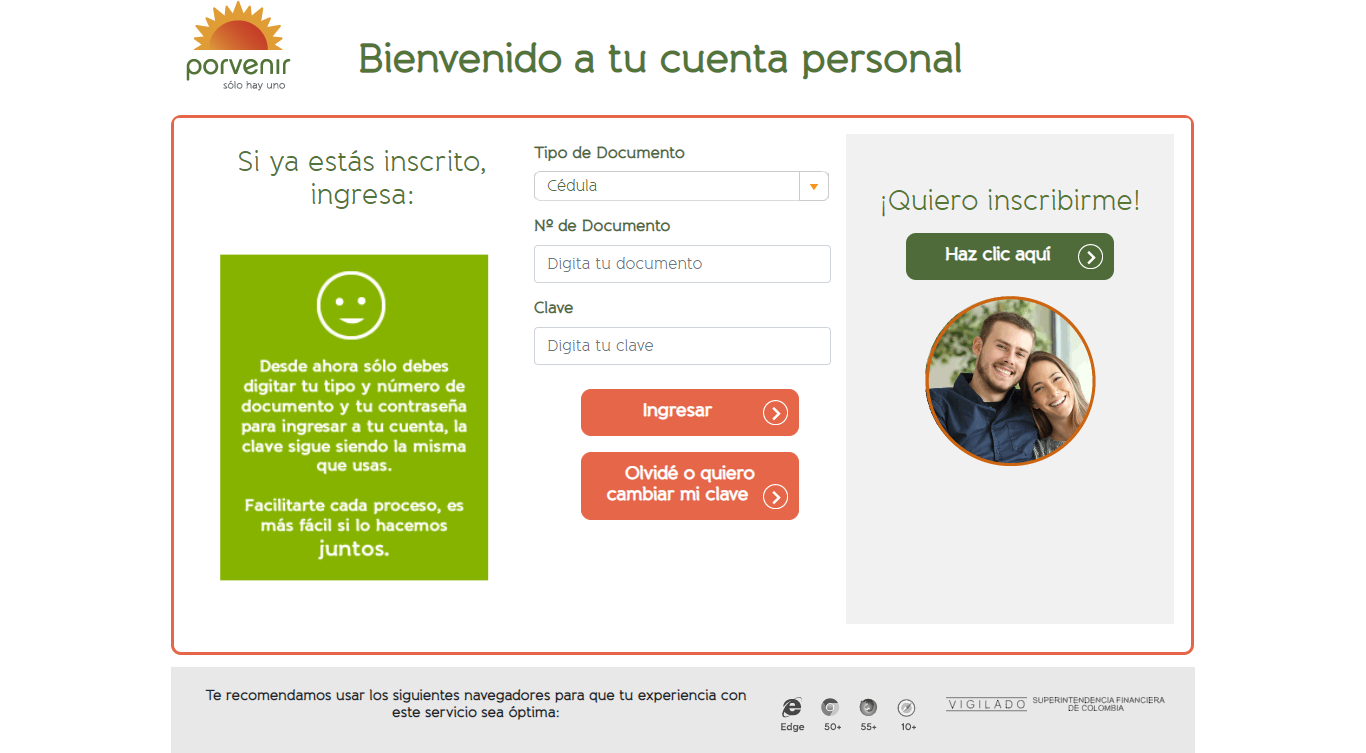 porvenir
sólo hay uno
Bienvenido a tu cuenta personal
Si ya estás inscrito,
ingresa:
Desde ahora sólo debes
digitar tu tipo y número de
documento y tu contraseña
para ingresar a tu cuenta, la
clave sigue siendo la misma
que usas.
Facilitarte cada proceso, es
más fácil si lo hacemos
juntos.
Tipo de Documento
Cédula
Nº de Documento
Digita tu documento
Clave
Digita tu clave
Ingresar
Olvidé o quiero
cambiar mi clave
¡Quiero inscribirme!
Haz clic aquí
Te recomendamos usar los siguientes navegadores para que tu experiencia con
este servicio sea óptima:
Edge
50+
55+
10+
VIGILADO
SUPERINTENDENCIA FINANCIERA
DE COLOMBIA